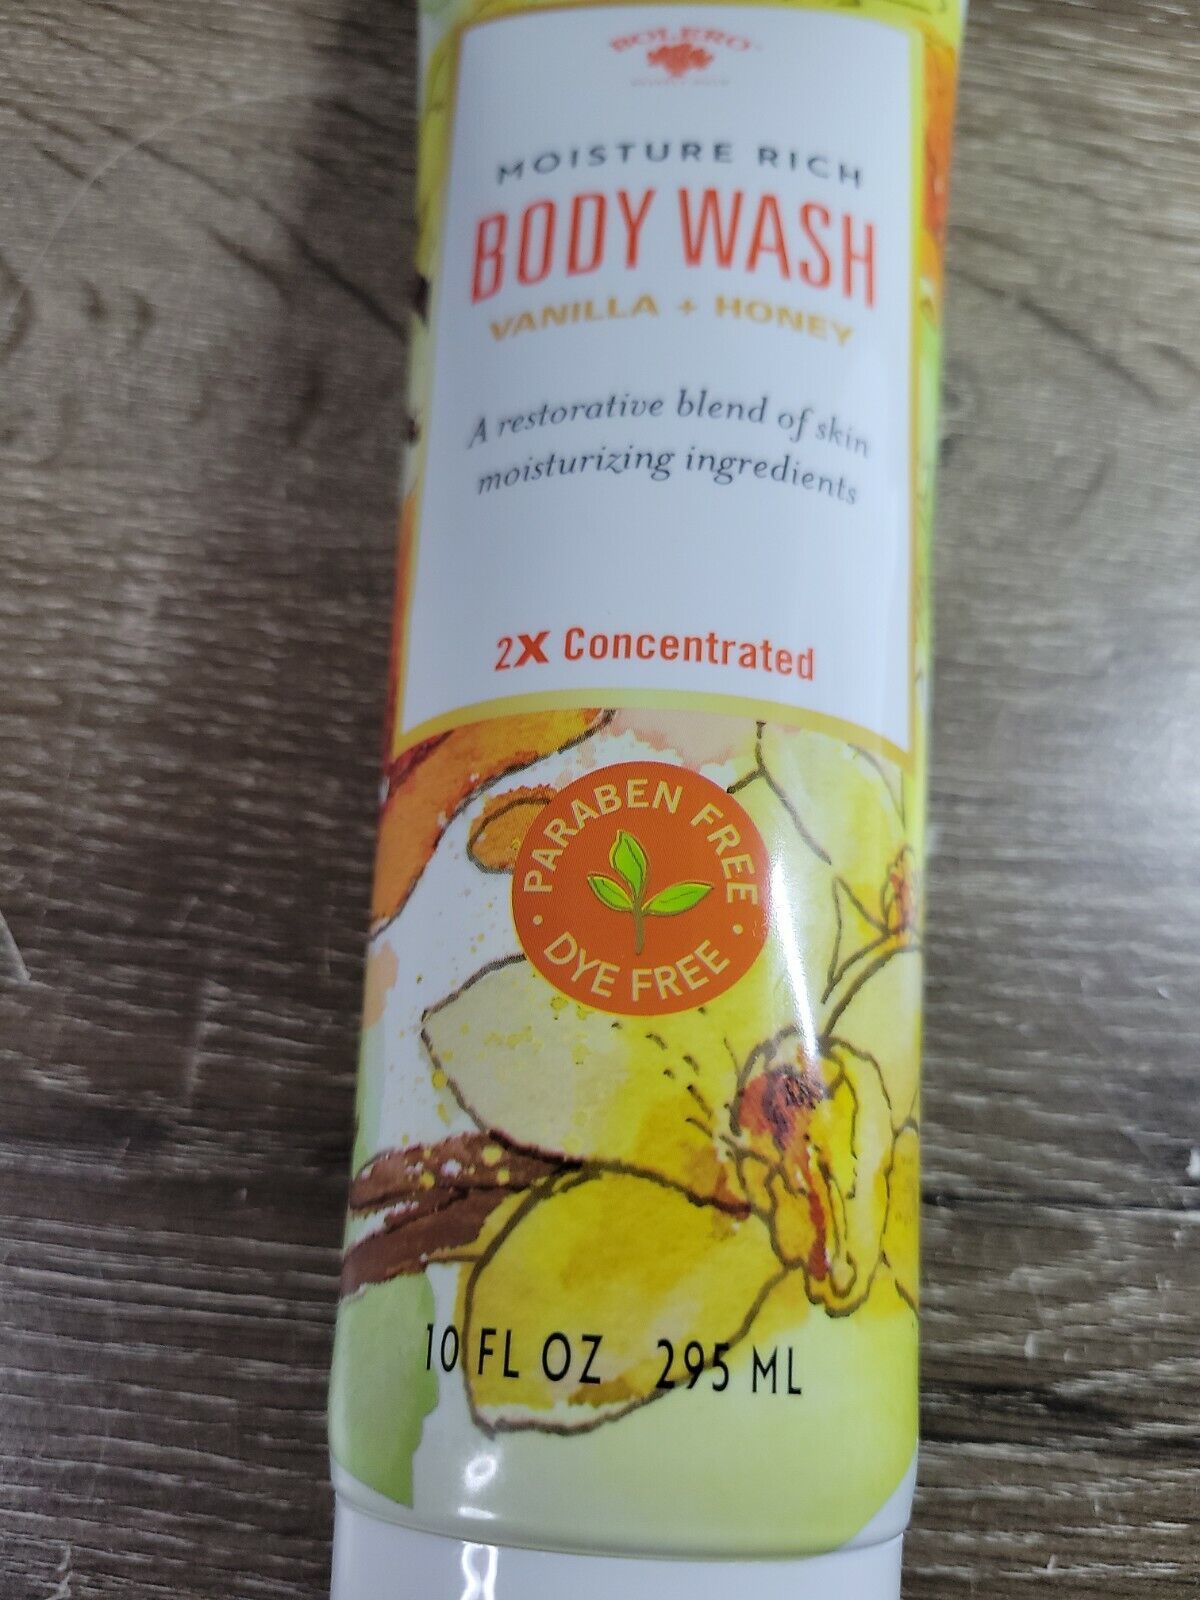 BOLERO
MOISTURE RICH
BODY WASH
VANILLA + HONEY
A restorative blend of skin
moisturizing ingredients
2X Concentrated
PARABEN FREE
• DYE FREE •
10 FL OZ 295 ML